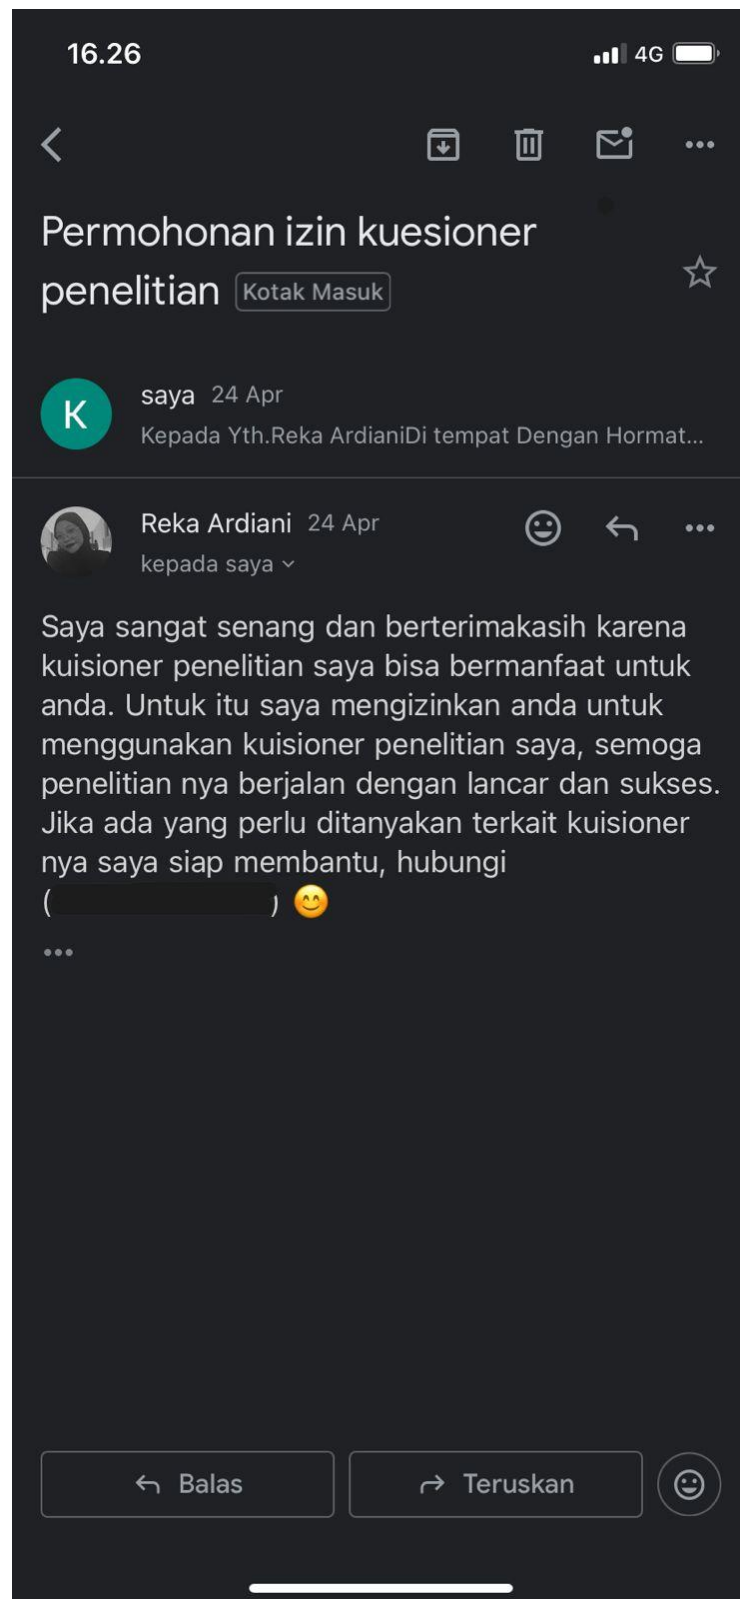 16.26
4G
Permohonan izin kuesioner
penelitian Kotak Masuk
K
saya 24 Apr
Kepada Yth.Reka ArdianiDi tempat Dengan Hormat...
Reka Ardiani 24 Apr
kepada saya
Saya sangat senang dan berterimakasih karena
kuisioner penelitian saya bisa bermanfaat untuk
anda. Untuk itu saya mengizinkan anda untuk
menggunakan kuisioner penelitian saya, semoga
penelitian nya berjalan dengan lancar dan sukses.
Jika ada yang perlu ditanyakan terkait kuisioner
nya saya siap membantu, hubungi
( ) 😊
Balas
Teruskan